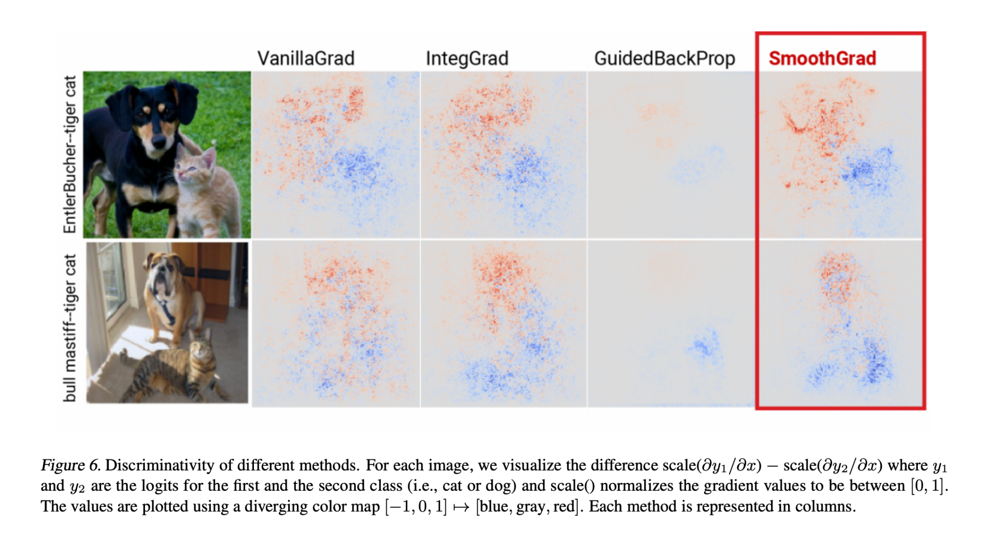 VanillaGrad IntegGrad GuidedBackProp SmoothGrad
EntlerBucher--tiger cat
bull mastiff--tiger cat
Figure 6. Discriminativity of different methods. For each image, we visualize the difference scale(∂y₁/∂x) − scale(∂y₂/∂x) where y₁
and y₂ are the logits for the first and the second class (i.e., cat or dog) and scale() normalizes the gradient values to be between [0, 1].
The values are plotted using a diverging color map [−1, 0, 1] ↦ [blue, gray, red]. Each method is represented in columns.